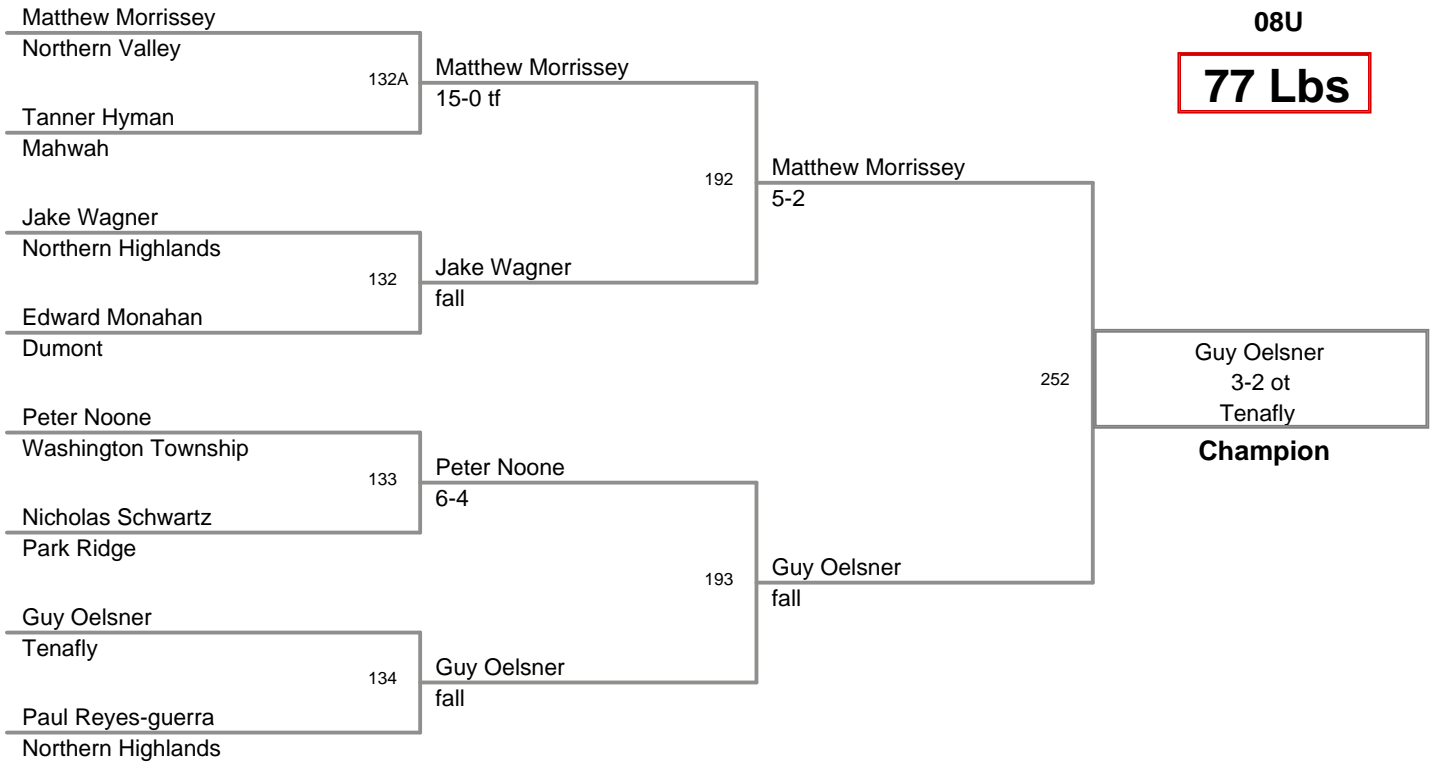 Matthew Morrissey
Northern Valley
132A
Tanner Hyman
Mahwah
Jake Wagner
Northern Highlands
132
Edward Monahan
Dumont
Peter Noone
Washington Township
133
Nicholas Schwartz
Park Ridge
Guy Oelsner
Tenafly
134
Paul Reyes-guerra
Northern Highlands
Matthew Morrissey
15-0 tf
192
Jake Wagner
fall
Peter Noone
6-4
193
Guy Oelsner
fall
Matthew Morrissey
5-2
252
Guy Oelsner
fall
08U
77 Lbs
Guy Oelsner
3-2 ot
Tenafly
Champion